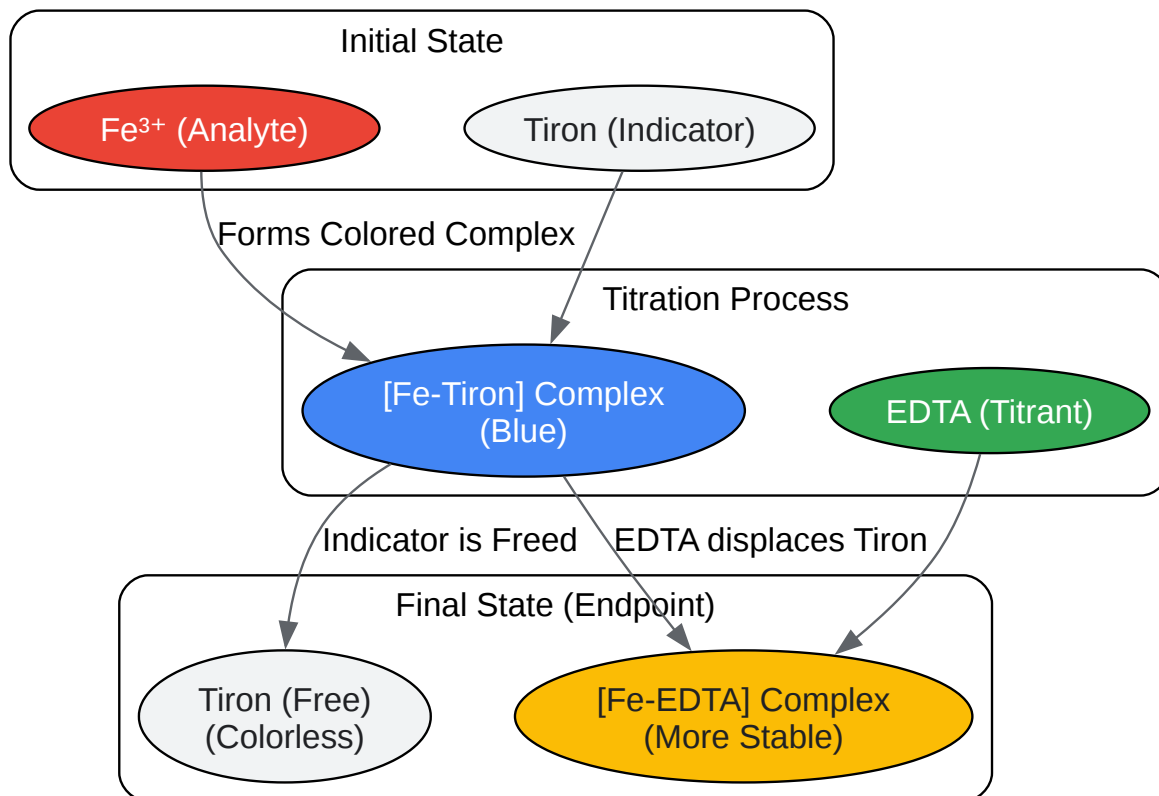 Initial State
Fe³⁺ (Analyte)
Tiron (Indicator)
Forms Colored Complex
Titration Process
[Fe-Tiron] Complex
(Blue)
EDTA (Titrant)
Indicator is Freed
EDTA displaces Tiron
Final State (Endpoint)
Tiron (Free)
(Colorless)
[Fe-EDTA] Complex
(More Stable)